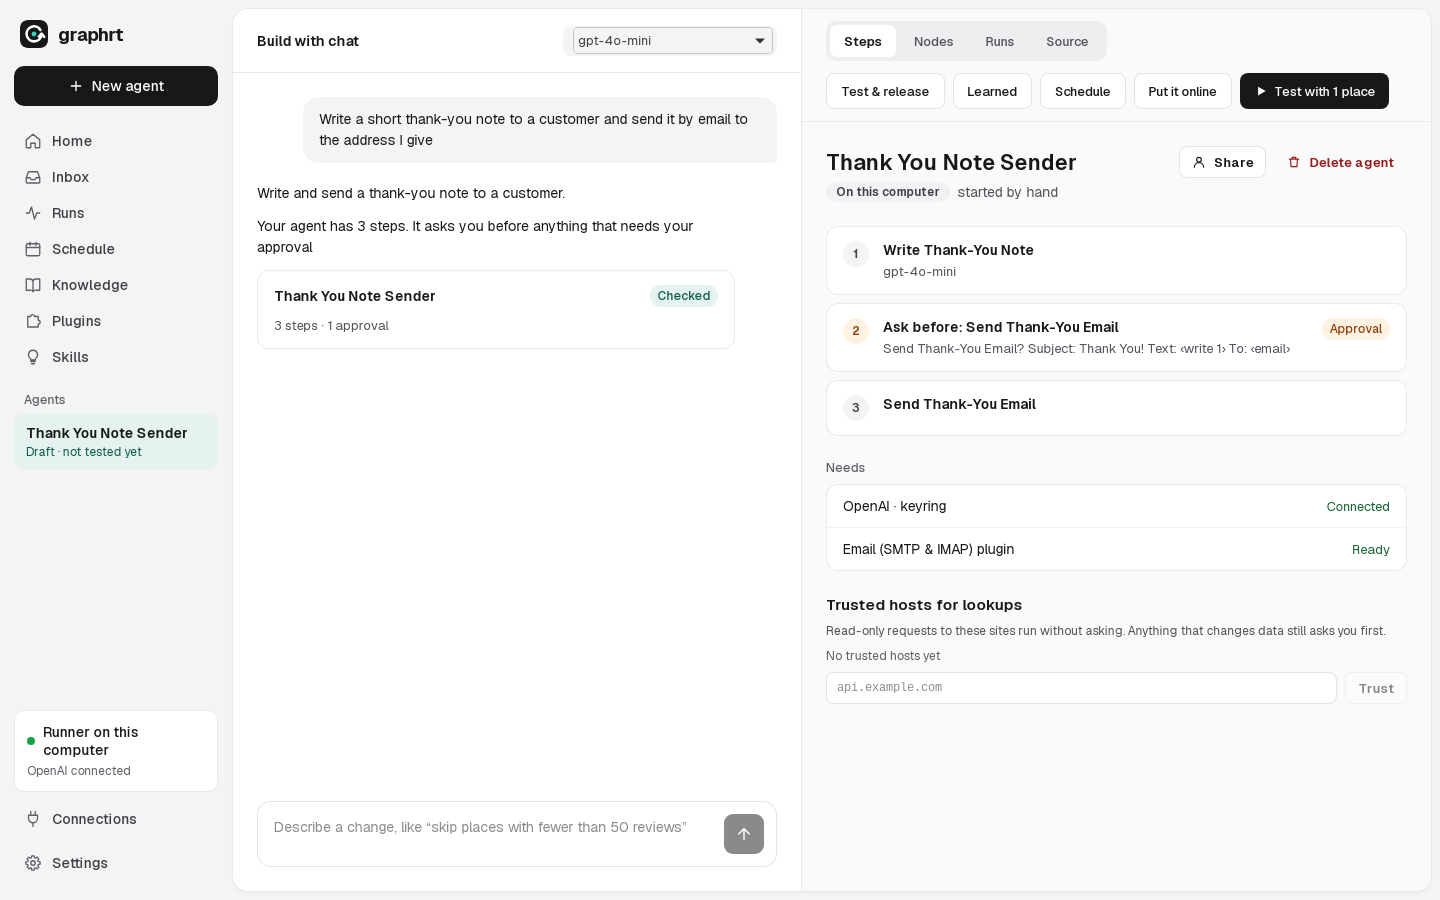 graphrt
New agent
Home
Inbox
Runs
Schedule
Knowledge
Plugins
Skills
Agents
Thank You Note Sender
Draft · not tested yet
Runner on this
computer
OpenAI connected
Connections
Settings
Build with chat
gpt-4o-mini
Write a short thank-you note to a customer and send it by email to
the address I give
Write and send a thank-you note to a customer.
Your agent has 3 steps. It asks you before anything that needs your
approval
Thank You Note Sender
Checked
3 steps · 1 approval
Describe a change, like “skip places with fewer than 50 reviews”
Steps
Nodes
Runs
Source
Test & release
Learned
Schedule
Put it online
Test with 1 place
Thank You Note Sender
Share
Delete agent
On this computer
started by hand
1
Write Thank-You Note
gpt-4o-mini
2
Ask before: Send Thank-You Email
Approval
Send Thank-You Email? Subject: Thank You! Text: ‹write 1› To: ‹email›
3
Send Thank-You Email
Needs
OpenAI · keyring
Connected
Email (SMTP & IMAP) plugin
Ready
Trusted hosts for lookups
Read-only requests to these sites run without asking. Anything that changes data still asks you first.
No trusted hosts yet
api.example.com
Trust